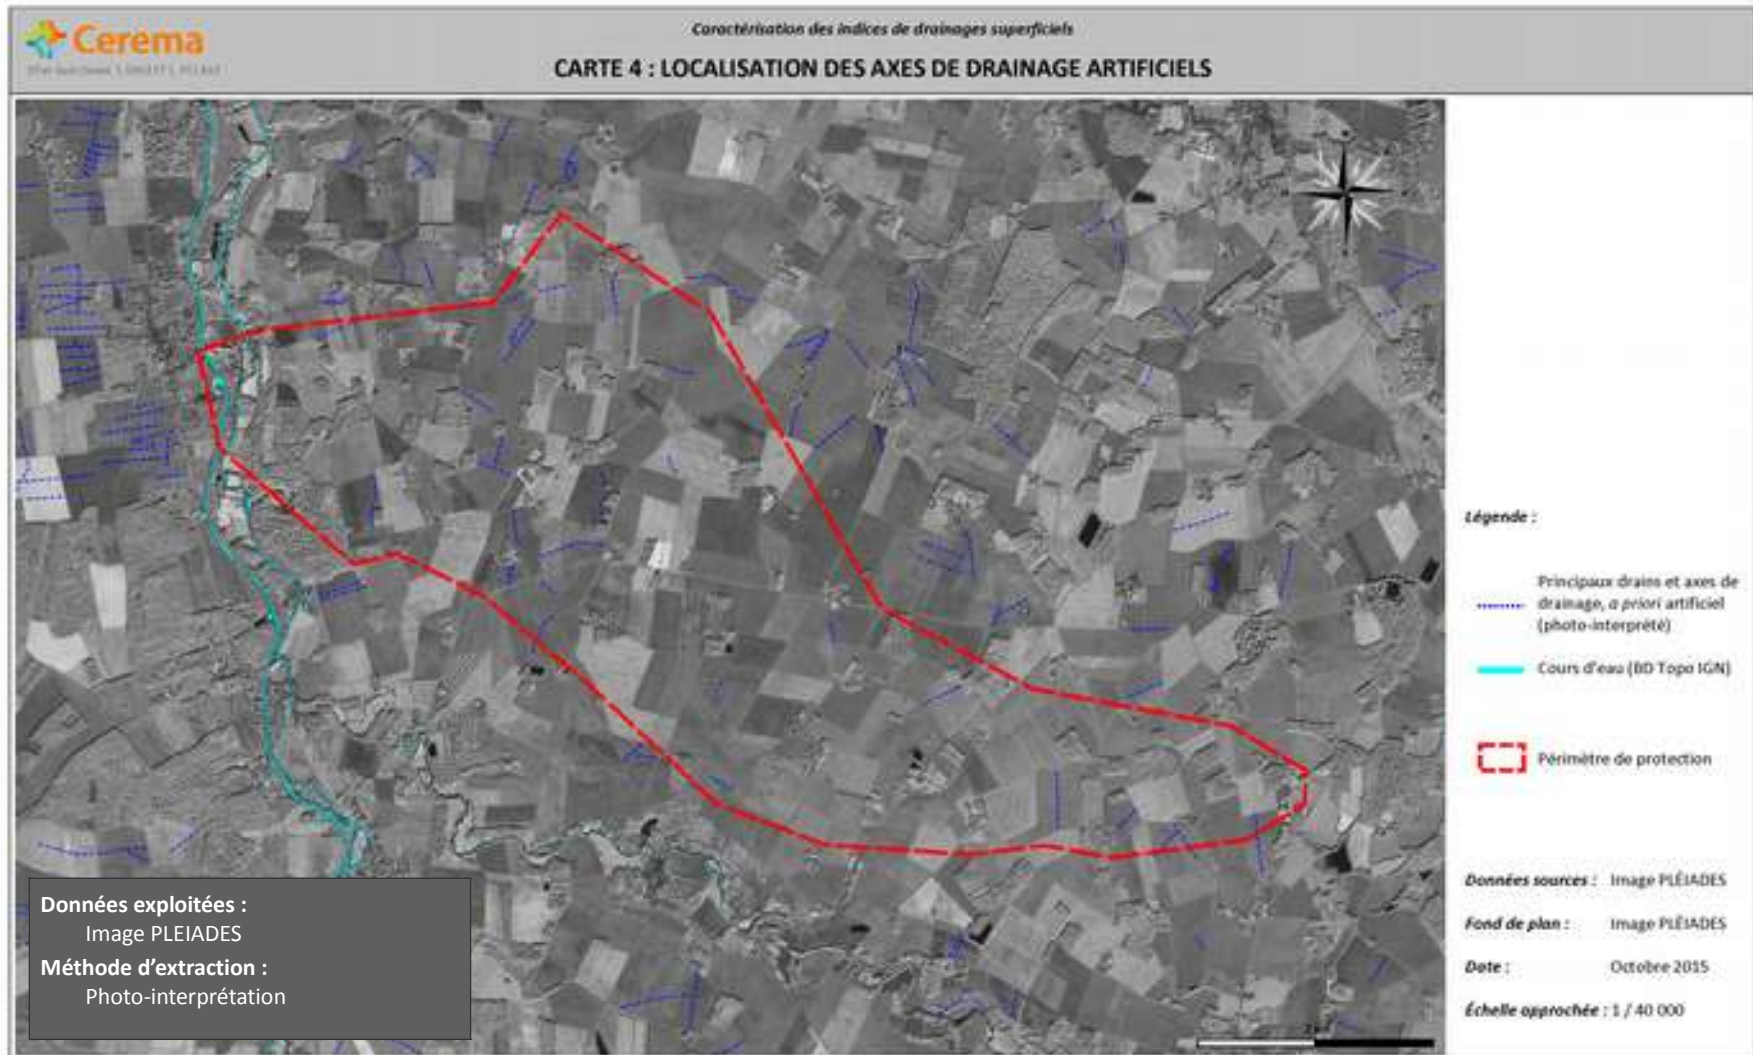 Cerema
Caractérisation des indices de drainages superficiels
CARTE 4 : LOCALISATION DES AXES DE DRAINAGE ARTIFICIELS
Légende :
Principaux drains et axes de
drainage, a priori artificiel
(photo-interprété)
Cours d'eau (BD Topo IGN)
Périmètre de protection
Données sources : Image PLÉIADES
Fond de plan : Image PLÉIADES
Date : Octobre 2015
Échelle approchée : 1 / 40 000
Données exploitées :
Image PLEIADES
Méthode d'extraction :
Photo-interprétation